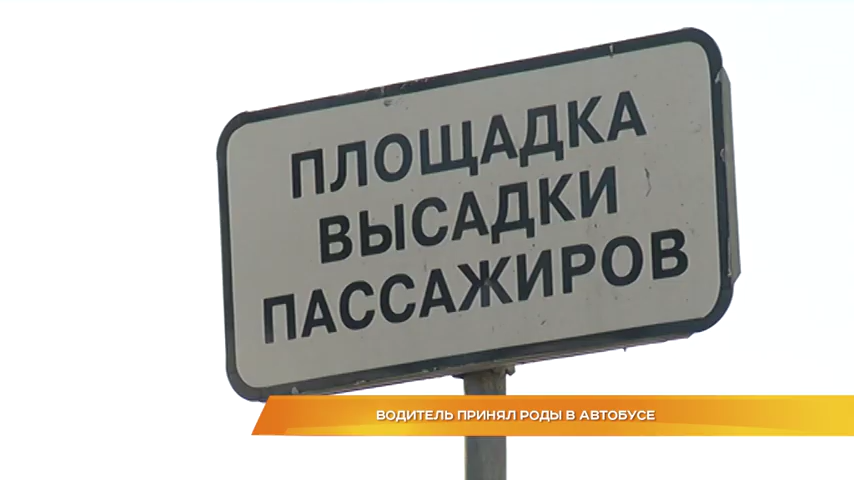 ПЛОЩАДКА
ВЫСАДКИ
ПАССАЖИРОВ
ВОДИТЕЛЬ ПРИНЯЛ РОДЫ В АВТОБУСЕ